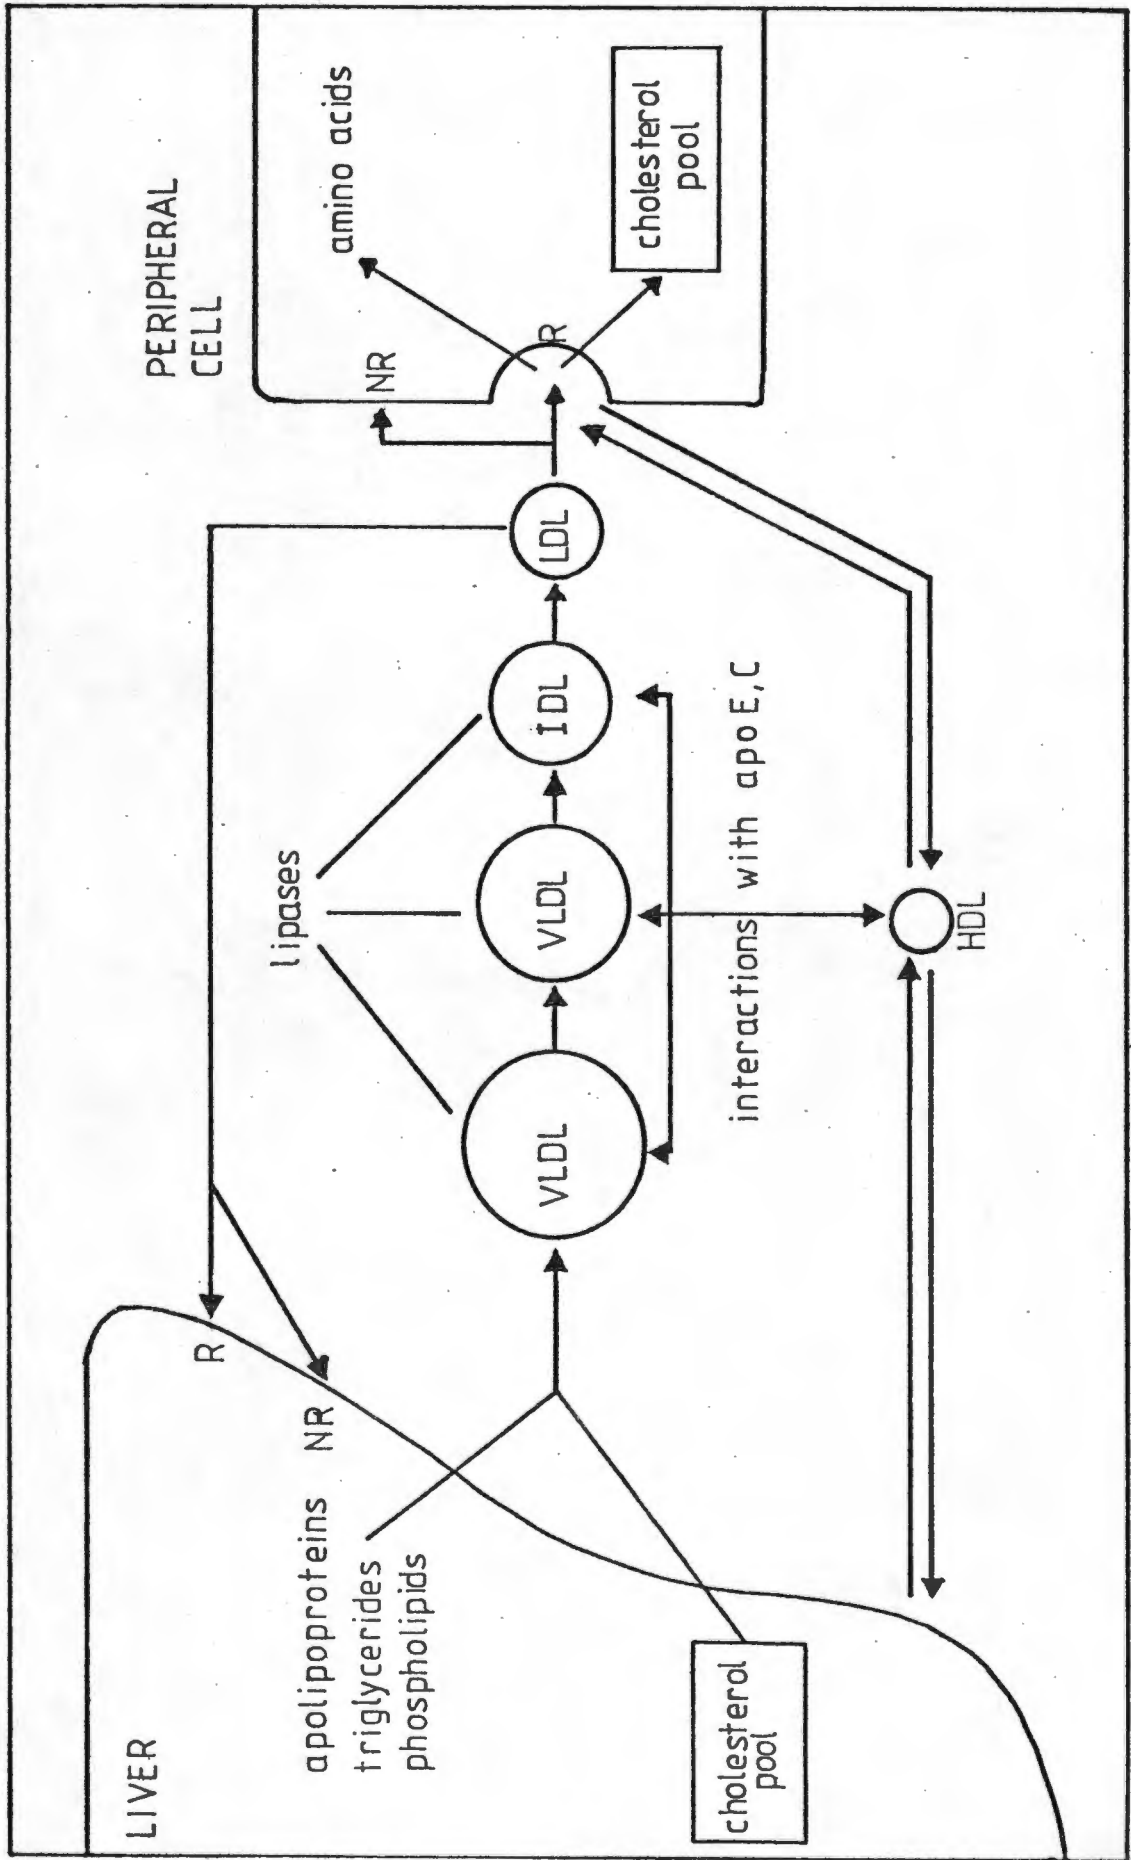 LIVER
apolipoproteins
triglycerides
phospholipids
cholesterol
pool
R
NR
lipases
VLDL
VLDL
IDL
LDL
interactions with apo E, C
HDL
PERIPHERAL
CELL
NR
R
amino acids
cholesterol
pool